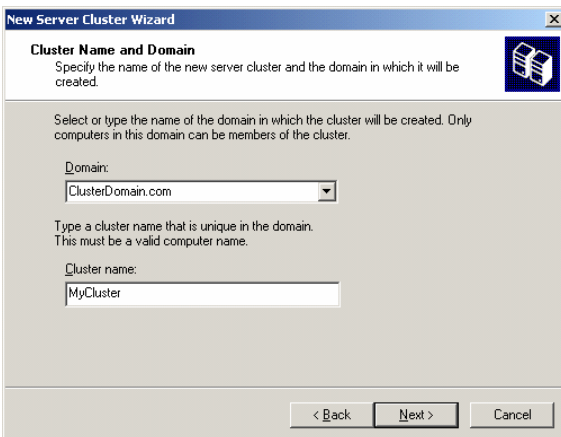 New Server Cluster Wizard
Cluster Name and Domain
Specify the name of the new server cluster and the domain in which it will be
created.
Select or type the name of the domain in which the cluster will be created. Only
computers in this domain can be members of the cluster.
Domain:
ClusterDomain.com
Type a cluster name that is unique in the domain.
This must be a valid computer name.
Cluster name:
MyCluster
< Back Next > Cancel